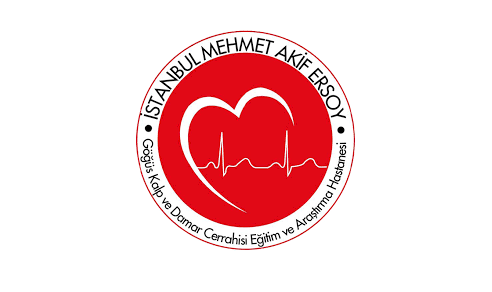 • İSTANBUL MEHMET AKİF ERSOY •
Göğüs Kalp ve Damar Cerrahisi Eğitim ve Araştırma Hastanesi